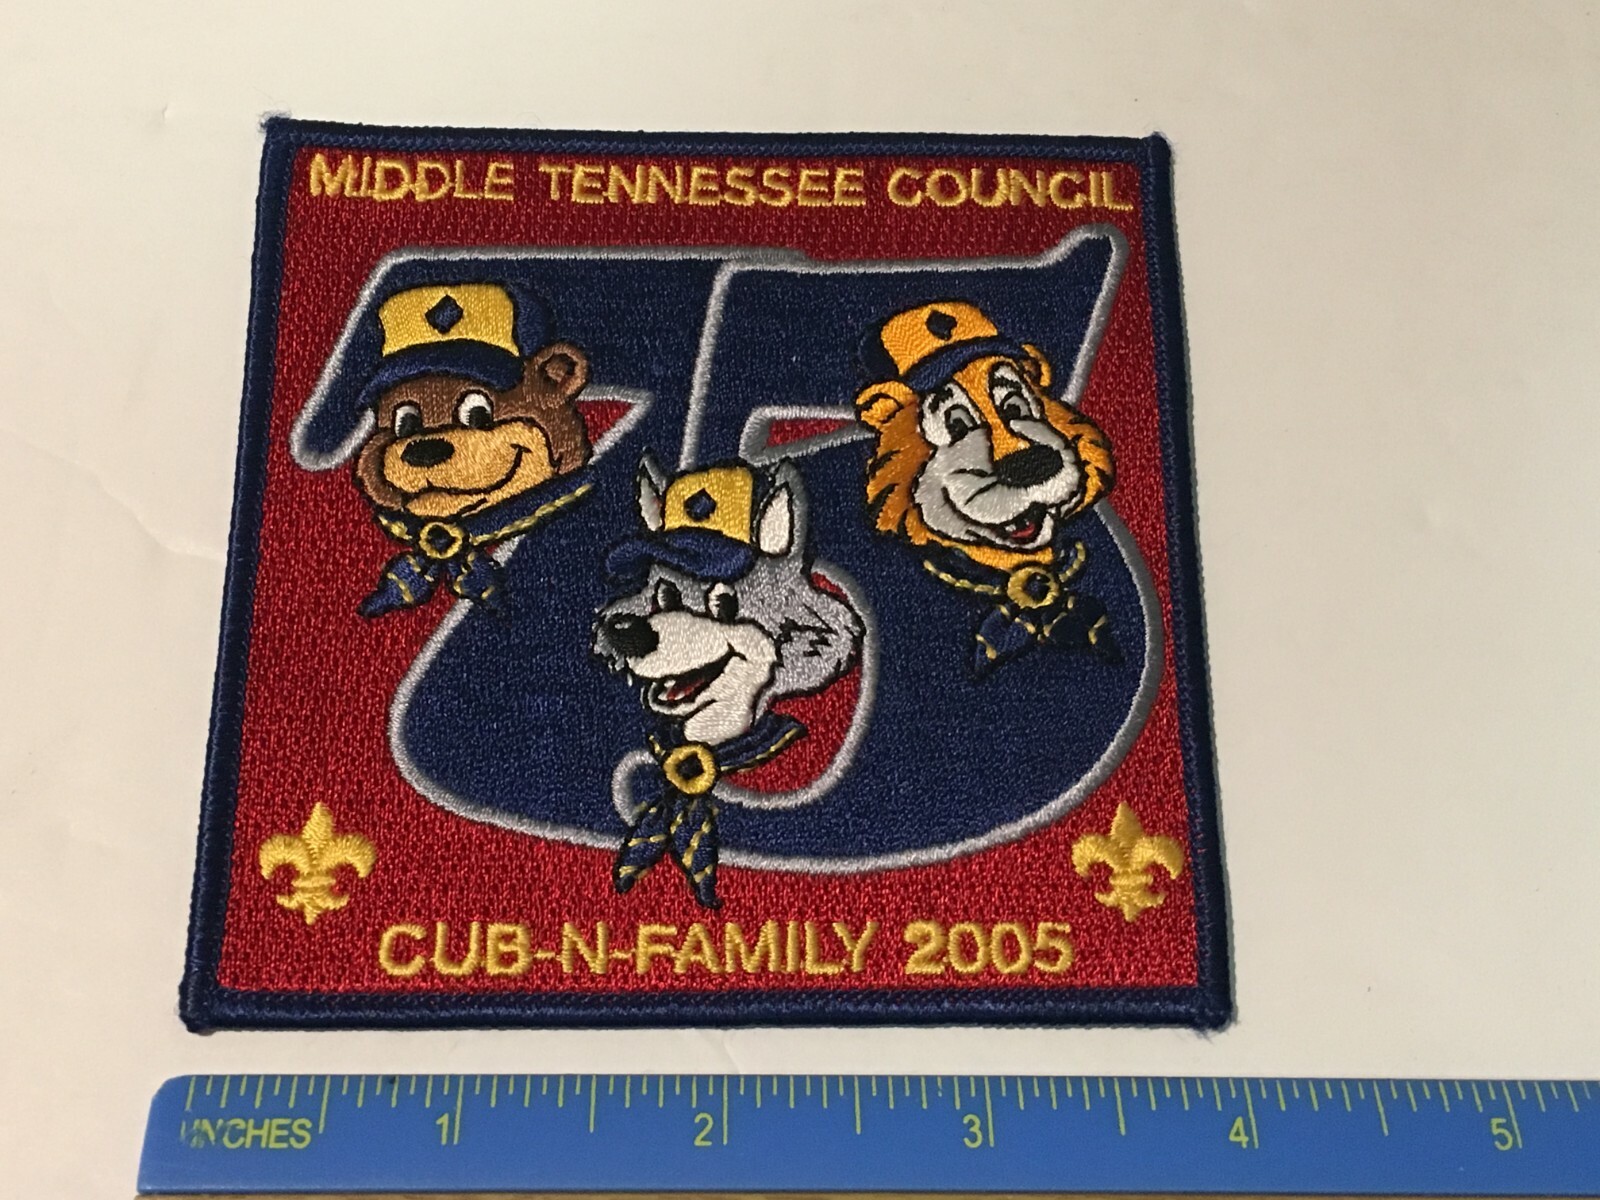 MIDDLE TENNESSEE COUNCIL
75
CUB-N-FAMILY 2005
INCHES 1 2 3 4 5